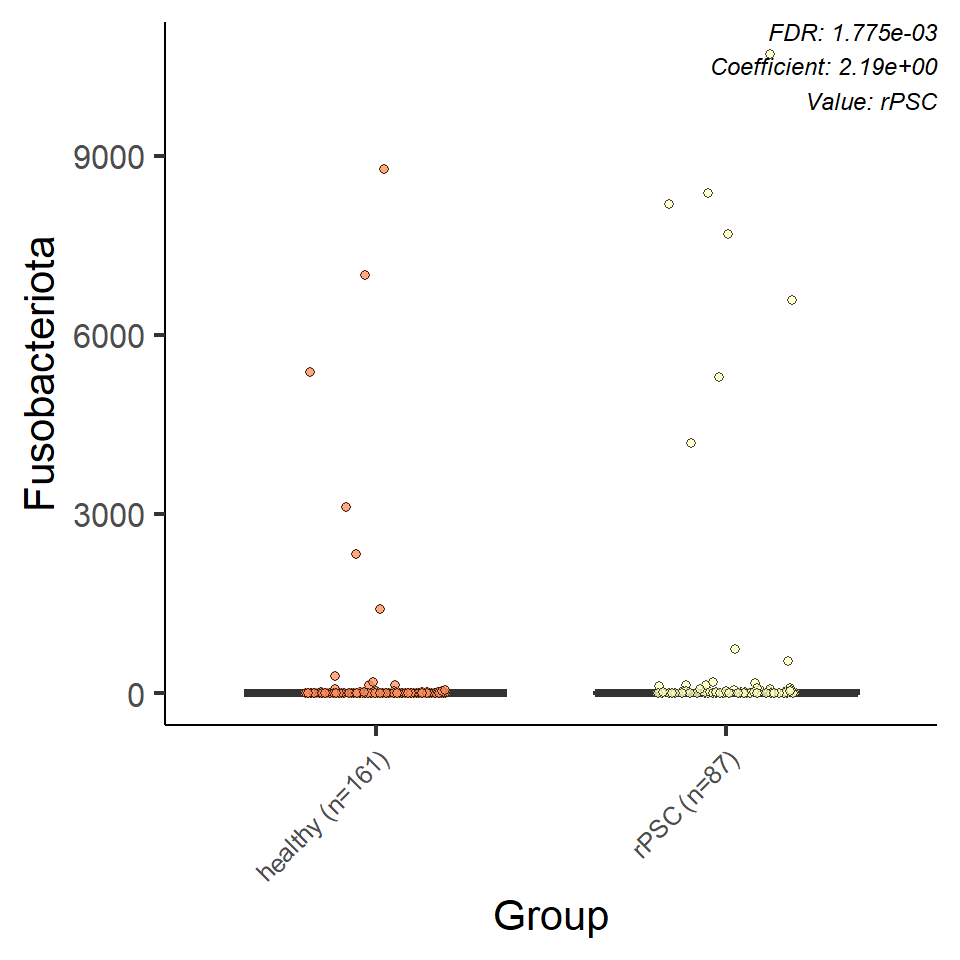 FDR: 1.775e-03
Coefficient: 2.19e+00
Value: rPSC
Fusobacteriota
9000
6000
3000
0
healthy (n=161)
rPSC (n=87)
Group